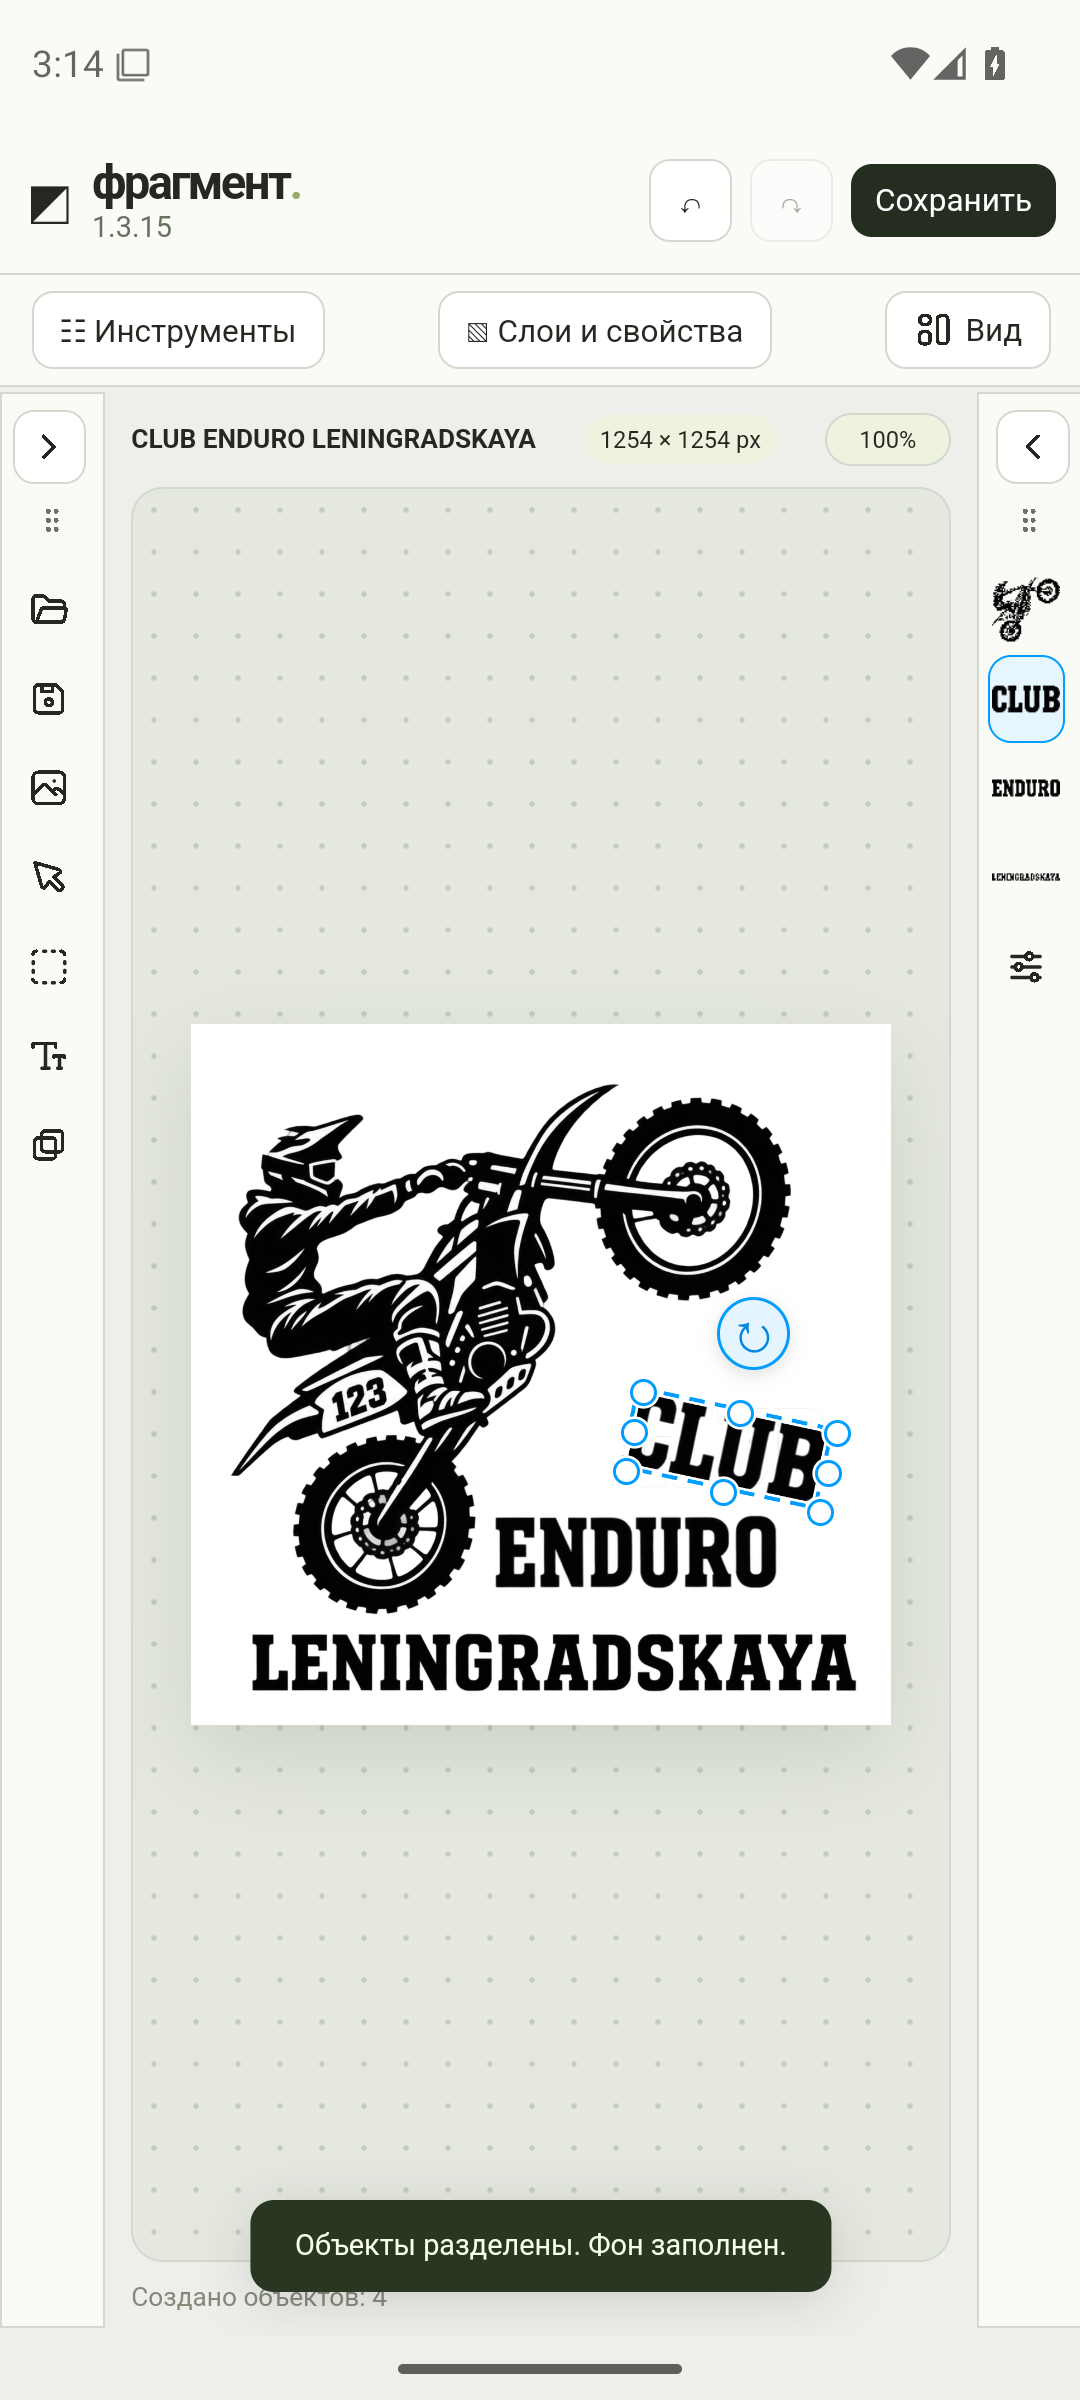 3:14
фрагмент.
1.3.15
Сохранить
Инструменты
Слои и свойства
Вид
CLUB ENDURO LENINGRADSKAYA
1254 × 1254 px
100%
CLUB
ENDURO
LENINGRADSKAYA
123
CLUB
ENDURO
LENINGRADSKAYA
Объекты разделены. Фон заполнен.
Создано объектов: 4